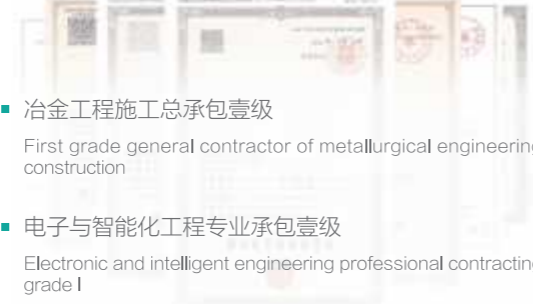 冶金工程施工总承包壹级
First grade general contractor of metallurgical engineering
construction
电子与智能化工程专业承包壹级
Electronic and intelligent engineering professional contractin
grade I